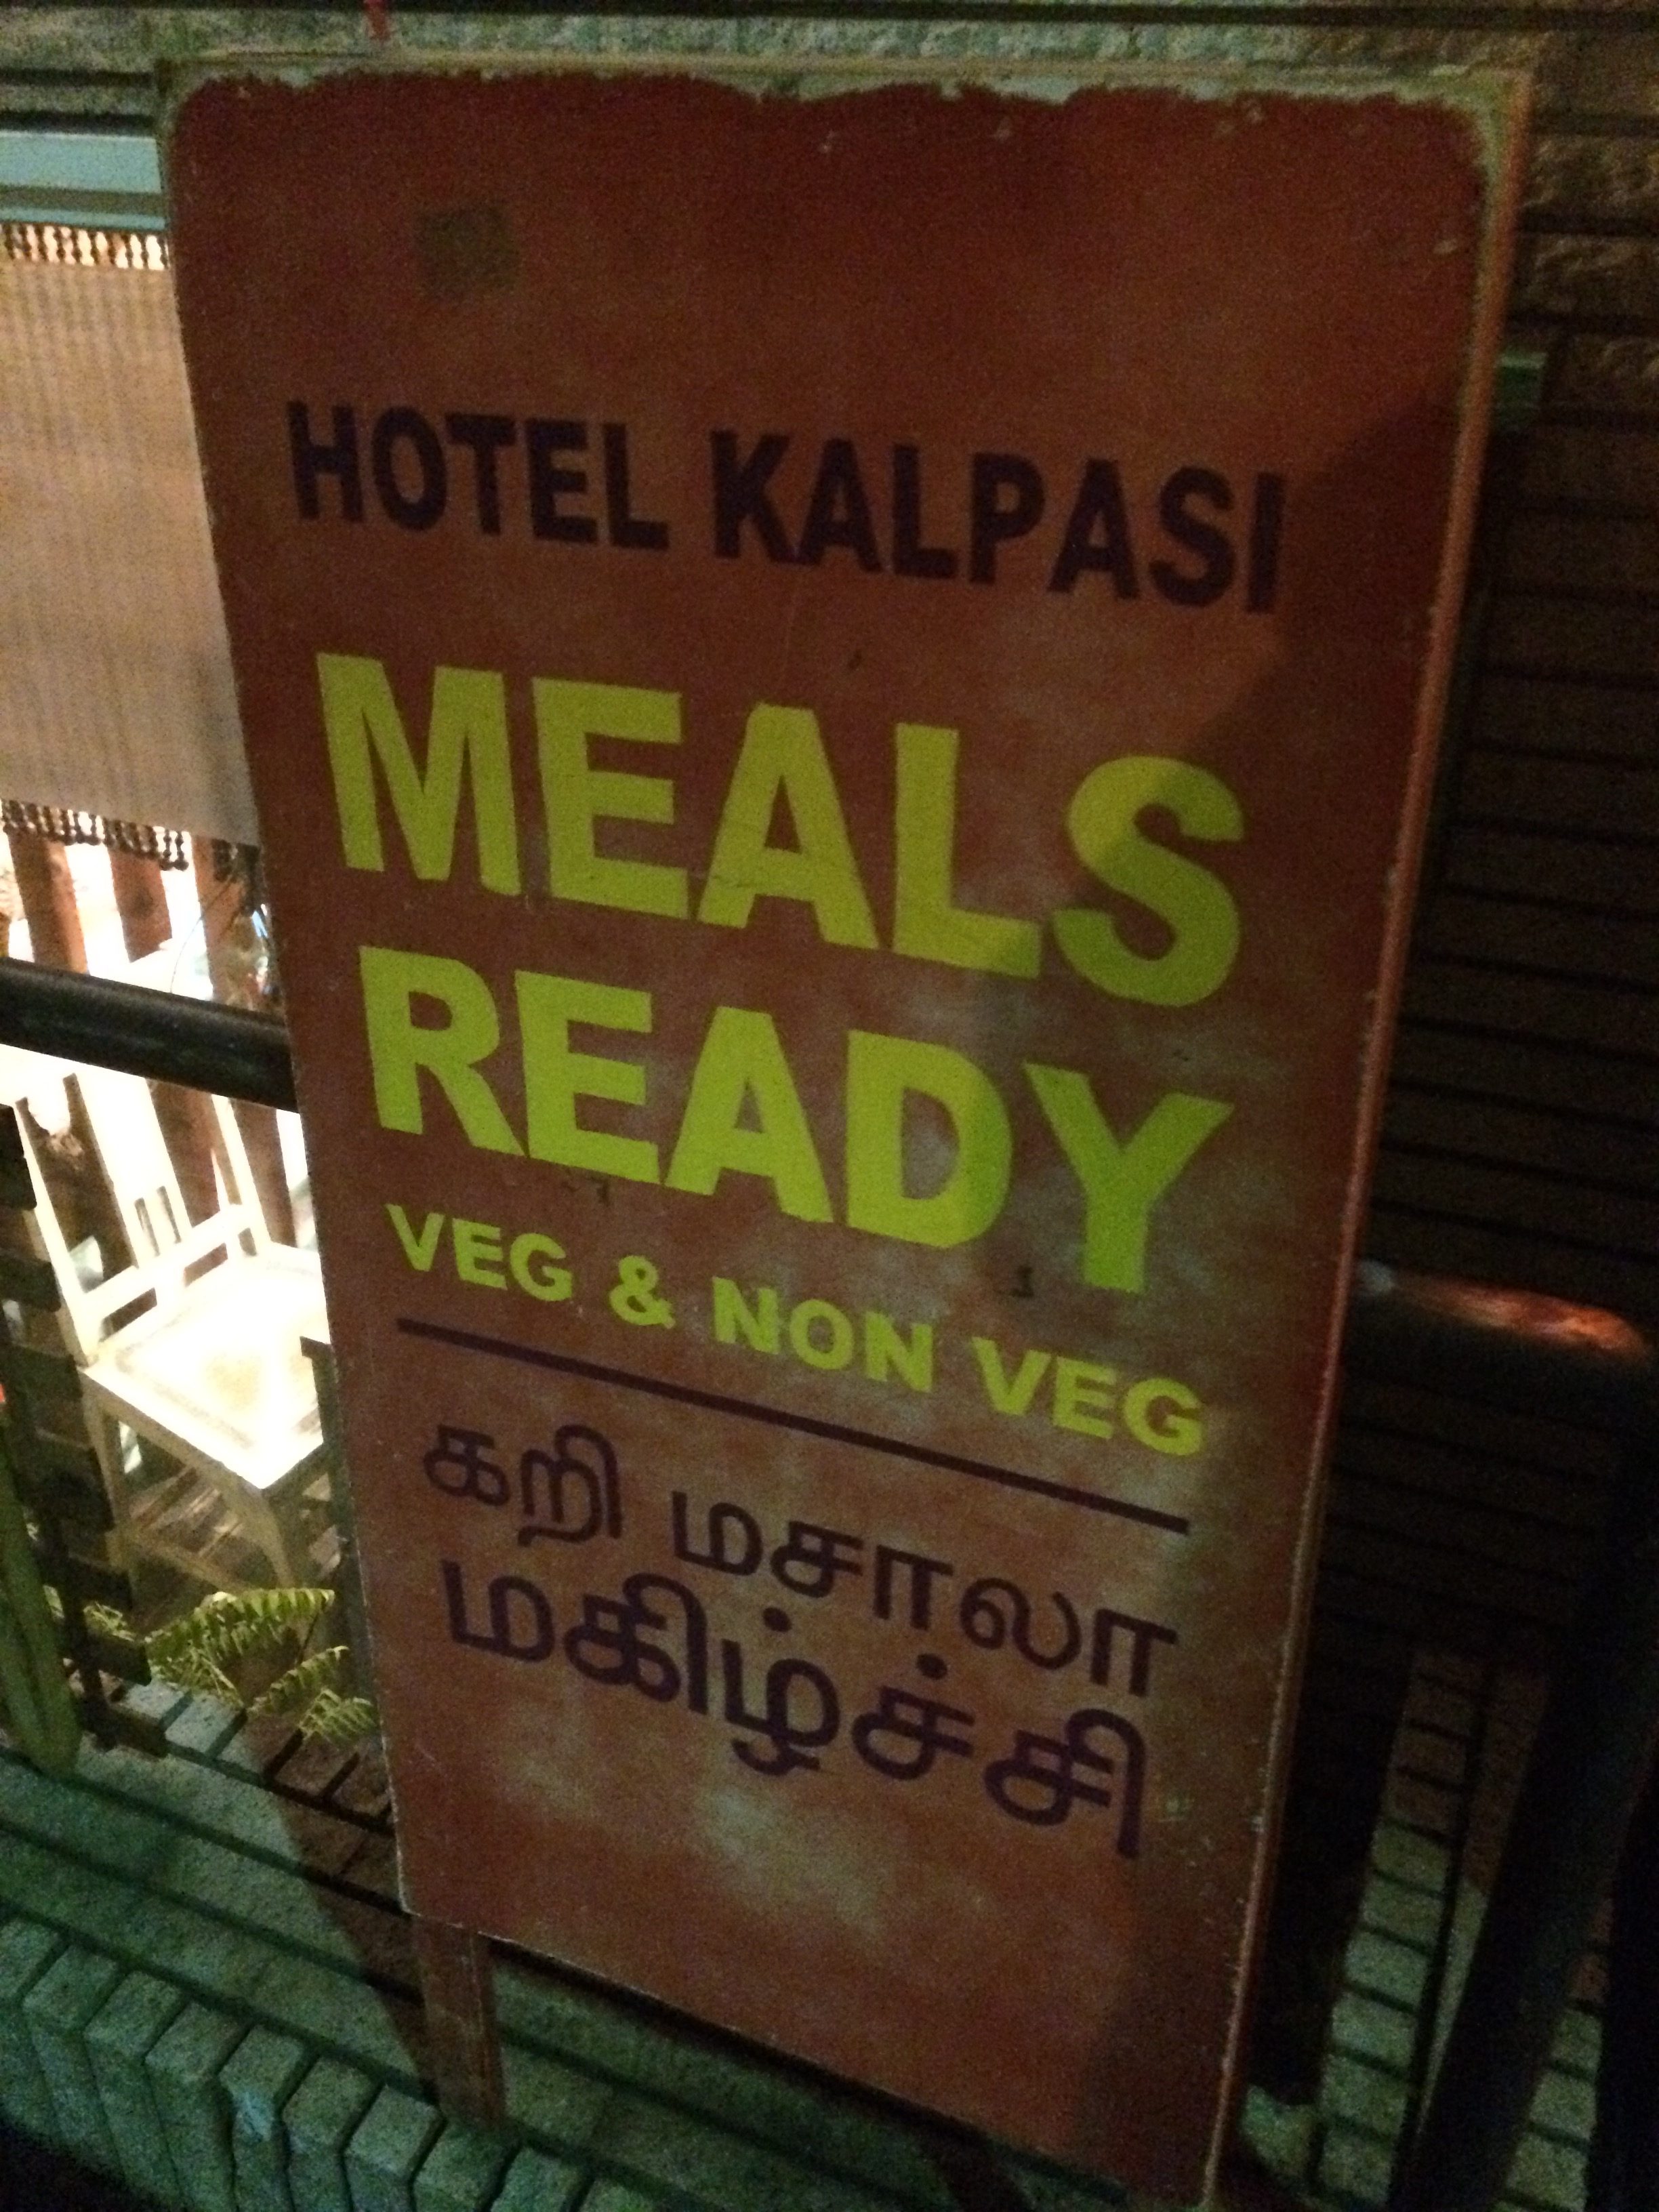 HOTEL KALPASI
MEALS
READY
VEG & NON VEG
கறி மசாலா
மகிழ்ச்சி